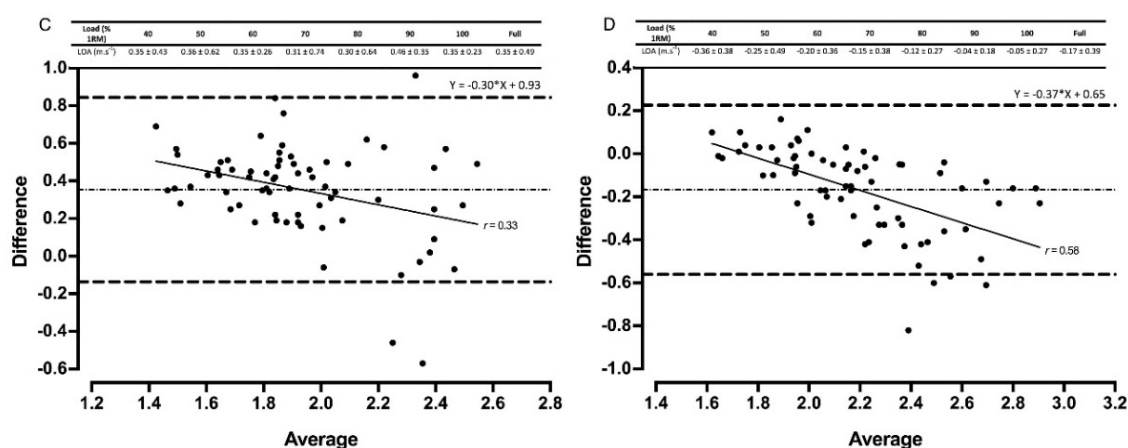 C
Load (% 1RM) 40 60 70 80 90 100 Full
LOA (m.s⁻¹) 0.35 ± 0.43 0.36 ± 0.62 0.35 ± 0.26 0.31 ± 0.74 0.30 ± 0.64 0.46 ± 0.35 0.35 ± 0.23 0.35 ± 0.49
Y = -0.30*X + 0.93
1.0
0.8
0.6
0.4
0.2
0.0
-0.2
-0.4
-0.6
Difference
r = 0.33
1.2 1.4 1.6 1.8 2.0 2.2 2.4 2.6 2.8
Average
D
Load (% 1RM) 40 50 60 70 80 90 100 Full
LOA (m.s⁻¹) -0.36 ± 0.38 -0.25 ± 0.49 -0.20 ± 0.36 -0.15 ± 0.38 -0.12 ± 0.27 -0.04 ± 0.18 -0.05 ± 0.27 -0.17 ± 0.39
Y = -0.37*X + 0.65
0.4
0.2
0.0
-0.2
-0.4
-0.6
-0.8
-1.0
Difference
r = 0.58
1.4 1.6 1.8 2.0 2.2 2.4 2.6 2.8 3.0 3.2
Average